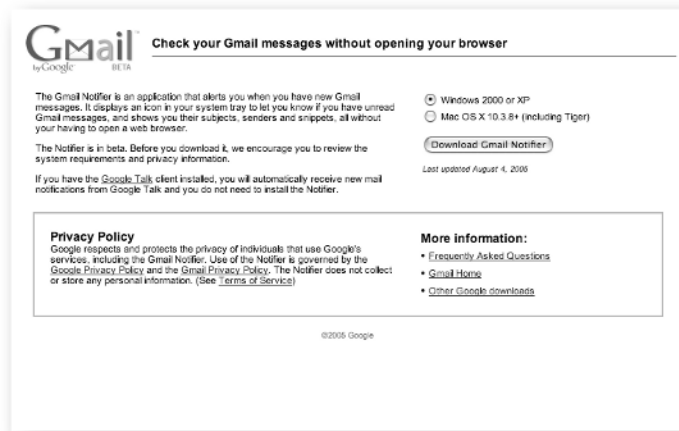 Gmail
by Google BETA
Check your Gmail messages without opening your browser
The Gmail Notifier is an application that alerts you when you have new Gmail
messages. It displays an icon in your system tray to let you know if you have unread
Gmail messages, and shows you their subjects, senders and snippets, all without
your having to open a web browser.
The Notifier is in beta. Before you download it, we encourage you to review the
system requirements and privacy information.
If you have the Google Talk client installed, you will automatically receive new mail
notifications from Google Talk and you do not need to install the Notifier.
Windows 2000 or XP
Mac OS X 10.3.8+ (including Tiger)
Download Gmail Notifier
Last updated August 4, 2005
Privacy Policy
Google respects and protects the privacy of individuals that use Google's
services, including the Gmail Notifier. Use of the Notifier is governed by the
Google Privacy Policy and the Gmail Privacy Policy. The Notifier does not collect
or store any personal information. (See Terms of Service)
More information:
• Frequently Asked Questions
• Gmail Home
• Other Google downloads
©2005 Google